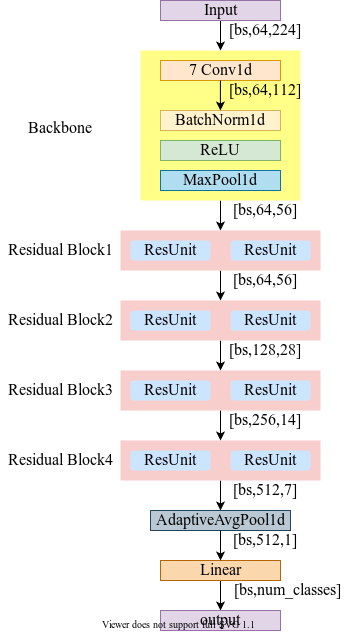 Input
[bs,64,224]
7 Conv1d
[bs,64,112]
Backbone
BatchNorm1d
ReLU
MaxPool1d
[bs,64,56]
Residual Block1
ResUnit ResUnit
[bs,64,56]
Residual Block2
ResUnit ResUnit
[bs,128,28]
Residual Block3
ResUnit ResUnit
[bs,256,14]
Residual Block4
ResUnit ResUnit
[bs,512,7]
AdaptiveAvgPool1d
[bs,512,1]
Linear
[bs,num_classes]
output
Viewer does not support full SVG 1.1